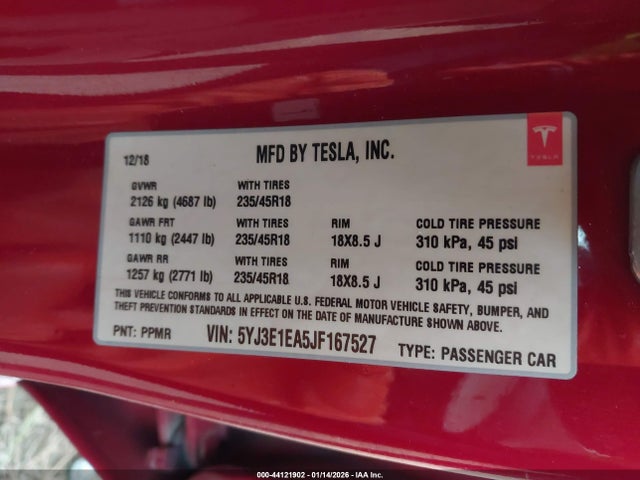 12/18 MFD BY TESLA, INC. TESLA
GVWR WITH TIRES
2126 kg (4687 lb) 235/45R18
GAWR FRT WITH TIRES RIM COLD TIRE PRESSURE
1110 kg (2447 lb) 235/45R18 18X8.5 J 310 kPa, 45 psi
GAWR RR WITH TIRES RIM COLD TIRE PRESSURE
1257 kg (2771 lb) 235/45R18 18X8.5 J 310 kPa, 45 psi
THIS VEHICLE CONFORMS TO ALL APPLICABLE U.S. FEDERAL MOTOR VEHICLE SAFETY, BUMPER, AND
THEFT PREVENTION STANDARDS IN EFFECT ON THE DATE OF MANUFACTURE SHOWN ABOVE.
PNT: PPMR VIN: 5YJ3E1EA5JF167527 TYPE: PASSENGER CAR
000-44121902 - 01/14/2026 - IAA Inc.